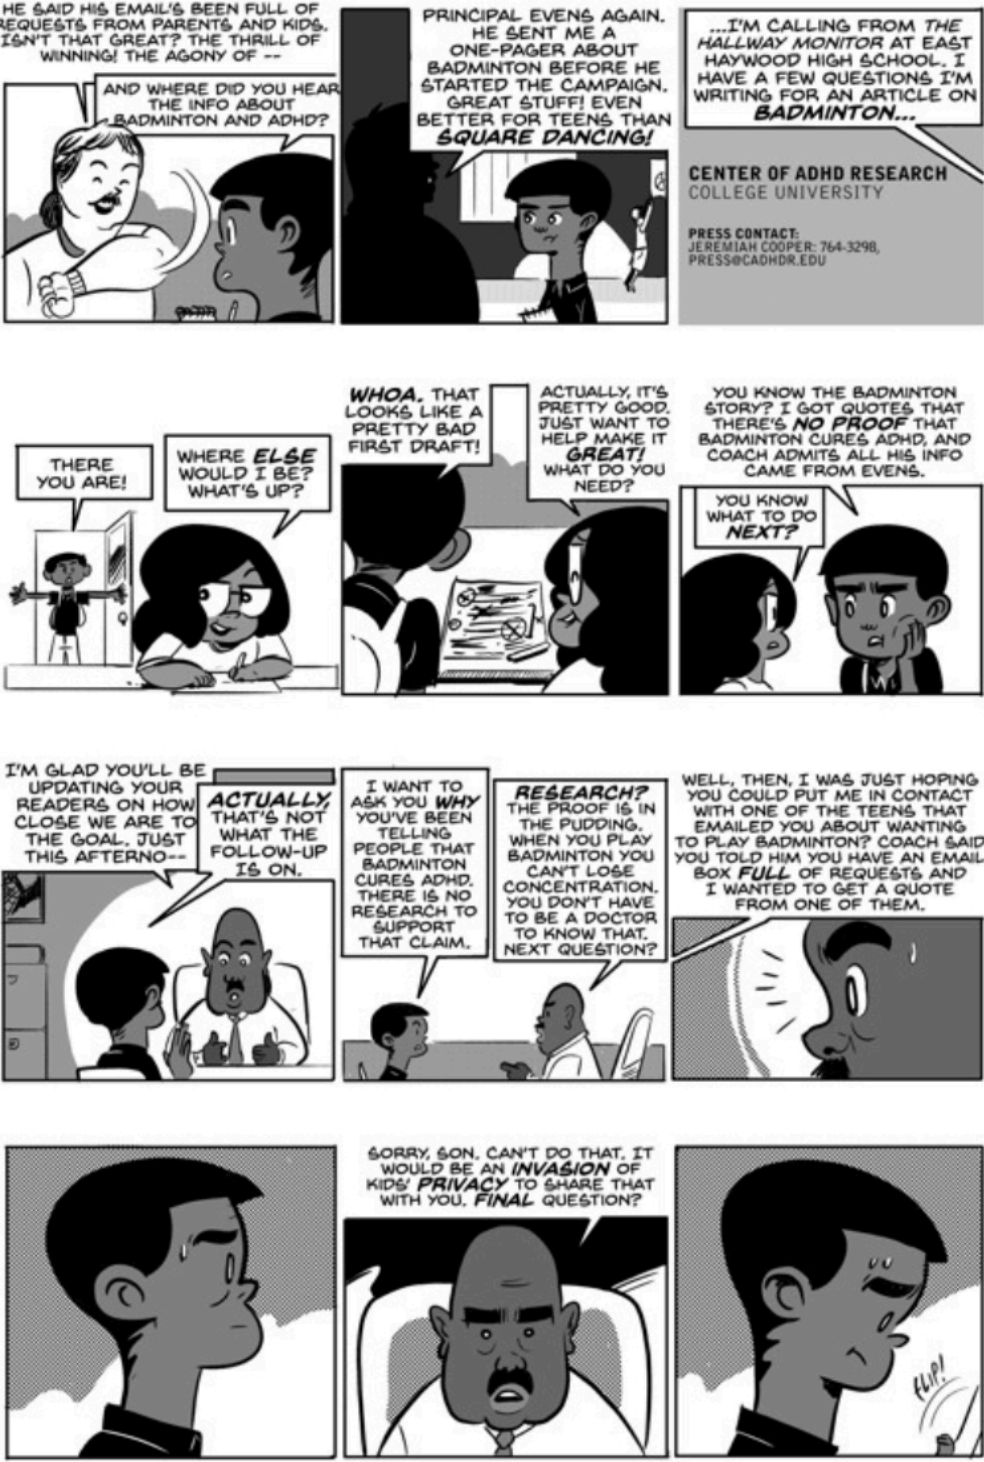 HE SAID HIS EMAIL'S BEEN FULL OF
REQUESTS FROM PARENTS AND KIDS.
ISN'T THAT GREAT? THE THRILL OF
WINNING! THE AGONY OF --
AND WHERE DID YOU HEAR
THE INFO ABOUT
BADMINTON AND ADHD?
PRINCIPAL EVENS AGAIN.
HE SENT ME A
ONE-PAGER ABOUT
BADMINTON BEFORE HE
STARTED THE CAMPAIGN.
GREAT STUFF! EVEN
BETTER FOR TEENS THAN
SQUARE DANCING!
...I'M CALLING FROM THE
HALLWAY MONITOR AT EAST
HAYWOOD HIGH SCHOOL. I
HAVE A FEW QUESTIONS I'M
WRITING FOR AN ARTICLE ON
BADMINTON...
CENTER OF ADHD RESEARCH
COLLEGE UNIVERSITY
PRESS CONTACT:
JEREMIAH COOPER: 764-3298,
PRESS@CADHDR.EDU
THERE
YOU ARE!
WHERE ELSE
WOULD I BE?
WHAT'S UP?
WHOA. THAT
LOOKS LIKE A
PRETTY BAD
FIRST DRAFT!
ACTUALLY, IT'S
PRETTY GOOD.
JUST WANT TO
HELP MAKE IT
GREAT!
WHAT DO YOU
NEED?
YOU KNOW THE BADMINTON
STORY? I GOT QUOTES THAT
THERE'S NO PROOF THAT
BADMINTON CURES ADHD, AND
COACH ADMITS ALL HIS INFO
CAME FROM EVENS.
YOU KNOW
WHAT TO DO
NEXT?
I'M GLAD YOU'LL BE
UPDATING YOUR
READERS ON HOW
CLOSE WE ARE TO
THE GOAL. JUST
THIS AFTERNO--
ACTUALLY,
THAT'S NOT
WHAT THE
FOLLOW-UP
IS ON.
I WANT TO
ASK YOU WHY
YOU'VE BEEN
TELLING
PEOPLE THAT
BADMINTON
CURES ADHD.
THERE IS NO
RESEARCH TO
SUPPORT
THAT CLAIM.
RESEARCH?
THE PROOF IS IN
THE PUDDING.
WHEN YOU PLAY
BADMINTON YOU
CAN'T LOSE
CONCENTRATION.
YOU DON'T HAVE
TO BE A DOCTOR
TO KNOW THAT.
NEXT QUESTION?
WELL, THEN, I WAS JUST HOPING
YOU COULD PUT ME IN CONTACT
WITH ONE OF THE TEENS THAT
EMAILED YOU ABOUT WANTING
TO PLAY BADMINTON? COACH SAID
YOU TOLD HIM YOU HAVE AN EMAIL
BOX FULL OF REQUESTS AND
I WANTED TO GET A QUOTE
FROM ONE OF THEM.
SORRY, SON. CAN'T DO THAT. IT
WOULD BE AN INVASION OF
KIDS' PRIVACY TO SHARE THAT
WITH YOU. FINAL QUESTION?
FLIP!